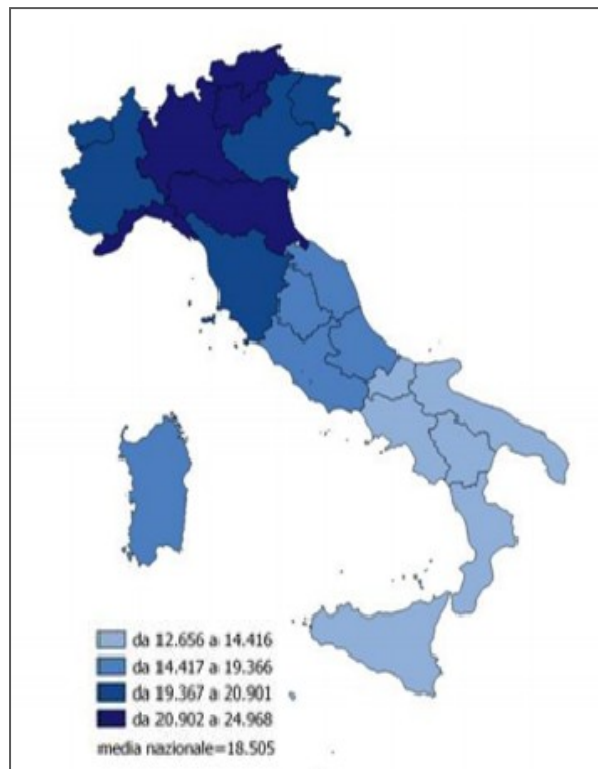 da 12.656 a 14.416
da 14.417 a 19.366
da 19.367 a 20.901
da 20.902 a 24.968
media nazionale=18.505